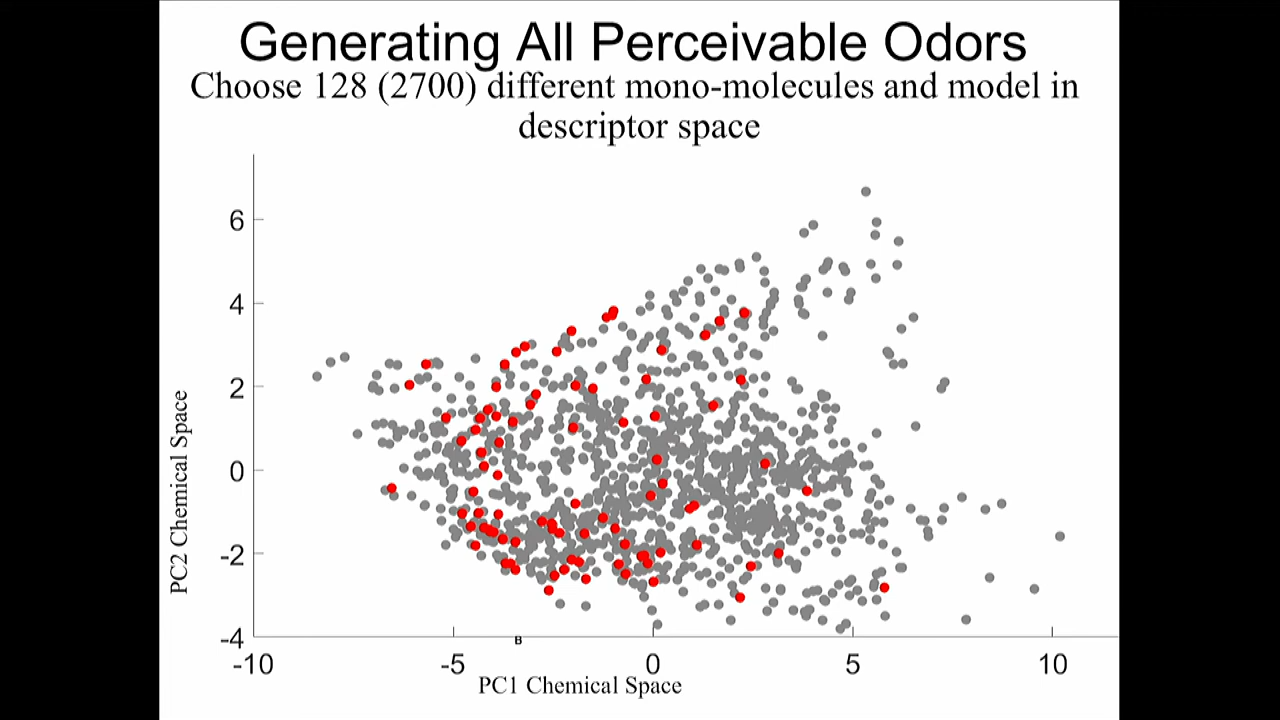 Generating All Perceivable Odors
Choose 128 (2700) different mono-molecules and model in
descriptor space
PC2 Chemical Space
6
4
2
0
-2
-4
-10
-5
0
5
10
B
PC1 Chemical Space